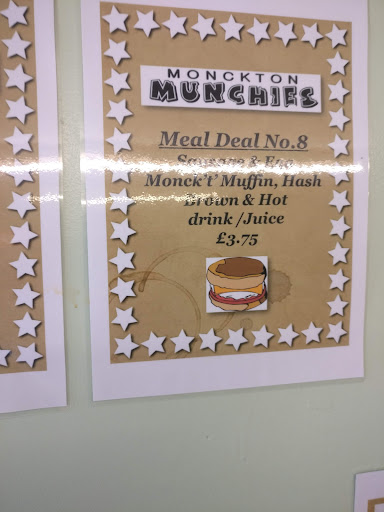 MONCKTON
MUNCHIES
Meal Deal No.8
Sausage & Egg
Monck't' Muffin, Hash
Brown & Hot
drink /Juice
£3.75